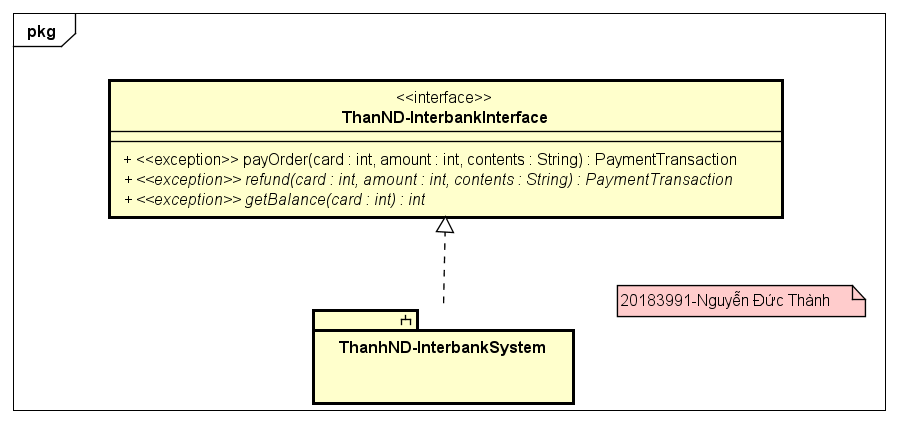 pkg
<<interface>>
ThanND-InterbankInterface
+ <<exception>> payOrder(card : int, amount : int, contents : String) : PaymentTransaction
+ <<exception>> refund(card : int, amount : int, contents : String) : PaymentTransaction
+ <<exception>> getBalance(card : int) : int
20183991-Nguyễn Đức Thành
ThanhND-InterbankSystem